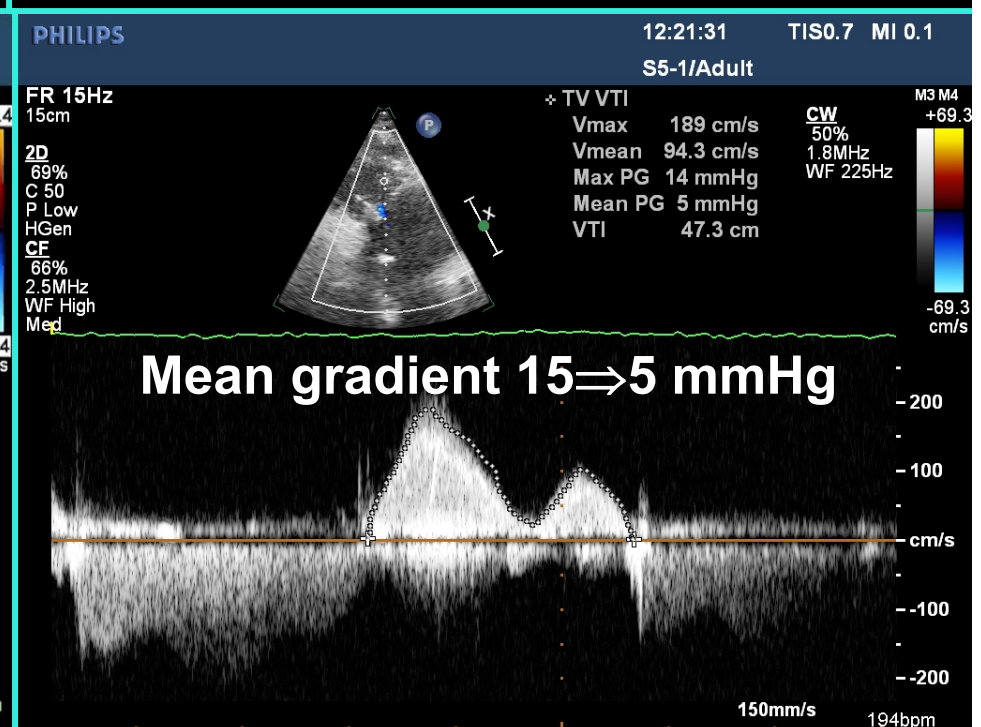 PHILIPS
12:21:31
TIS0.7 MI 0.1
S5-1/Adult
FR 15Hz
15cm
2D
69%
C 50
P Low
HGen
CF
66%
2.5MHz
WF High
Med
P
x
TV VTI
Vmax 189 cm/s
Vmean 94.3 cm/s
Max PG 14 mmHg
Mean PG 5 mmHg
VTI 47.3 cm
CW
50%
1.8MHz
WF 225Hz
M3 M4
+69.3
-69.3
cm/s
.4
4
s
Mean gradient 15⇒5 mmHg
200
100
cm/s
-100
-200
150mm/s
194bpm